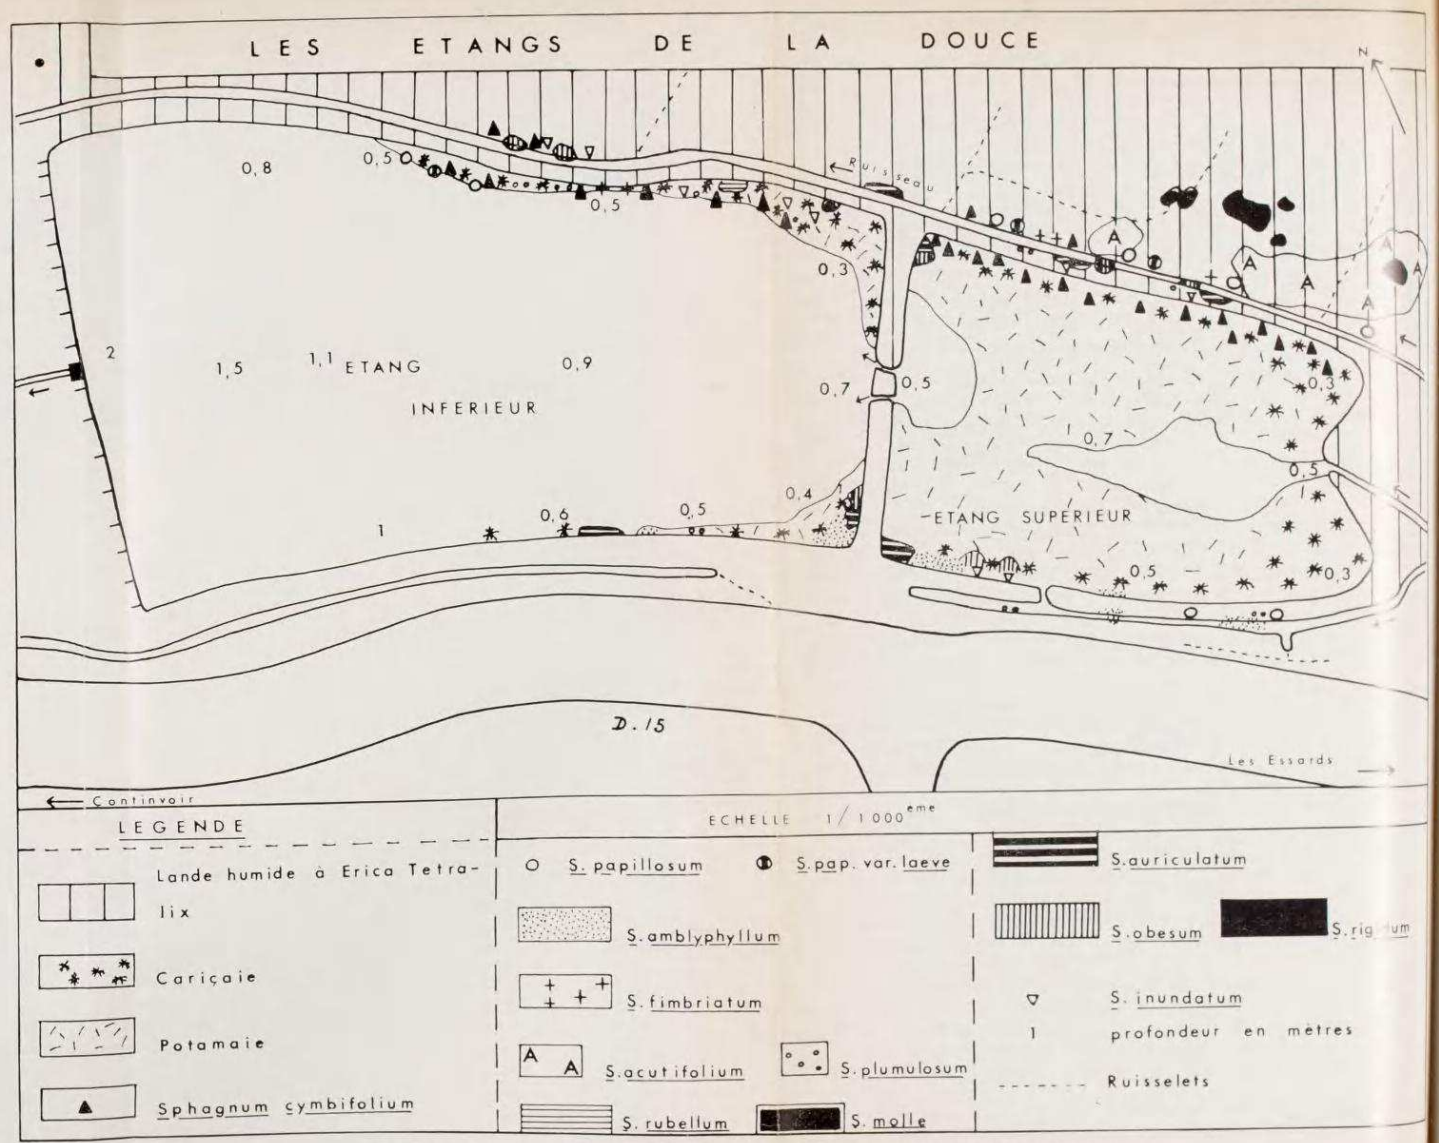 LES ETANGS DE LA DOUCE
N
Ruisseau
0,8
0,5
0,5
A
A
A
A
A
A
0,3
2
1,5
1,1
ETANG
0,9
0,7
0,5
0,3
INFERIEUR
0,7
0,5
0,4
1
0,6
0,5
ETANG SUPERIEUR
0,5
0,3
D.15
Les Essards
Continvoir
LEGENDE
Lande humide à Erica Tetra-
lix
Cariçaie
Potamaie
Sphagnum cymbifolium
ECHELLE 1/1000eme
S. papillosum
S.pap. var. laeve
S.amblyphyllum
S.fimbriatum
A
A
S.acutifolium
S.plumulosum
S.rubellum
S. molle
S.auriculatum
S.obesum
S. inundatum
1 profondeur en mètres
Ruisselets